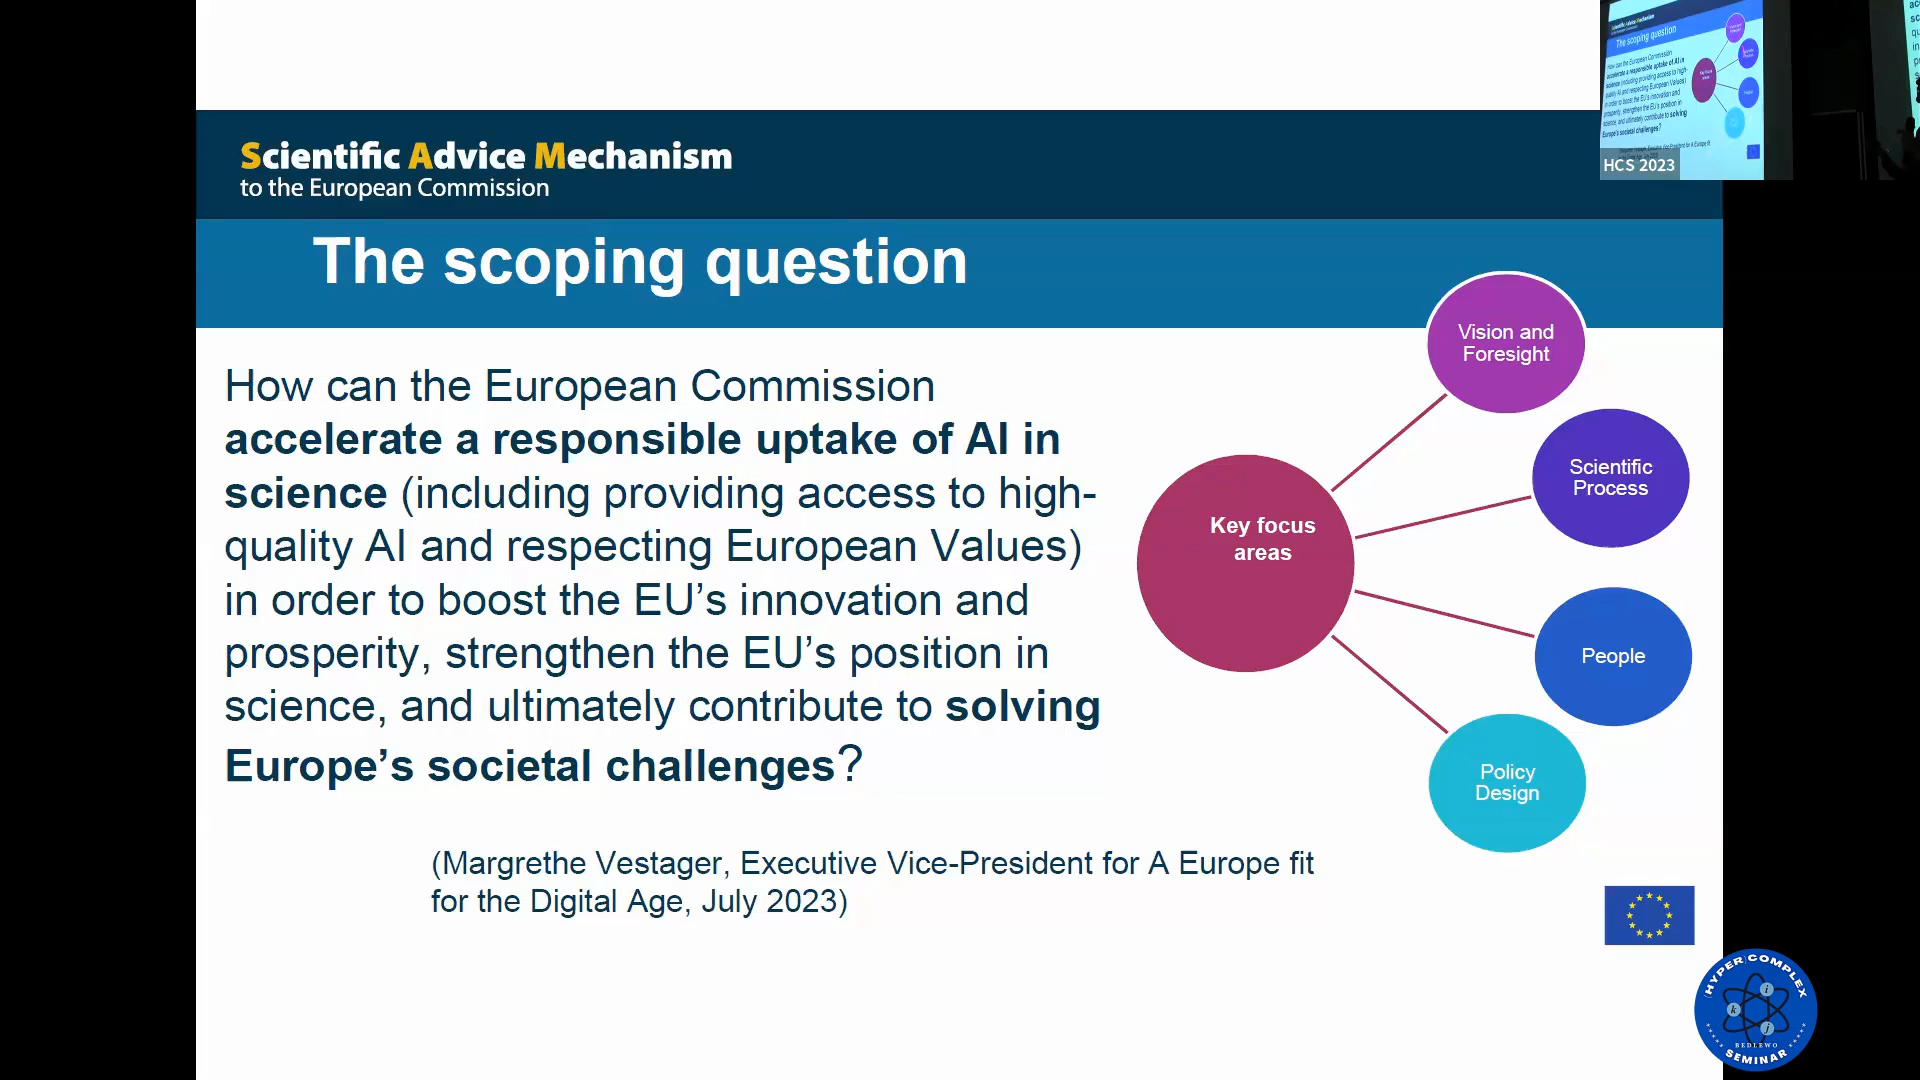 Scientific Advice Mechanism
to the European Commission
The scoping question
How can the European Commission
accelerate a responsible uptake of AI in
science (including providing access to high-
quality AI and respecting European Values)
in order to boost the EU’s innovation and
prosperity, strengthen the EU’s position in
science, and ultimately contribute to solving
Europe’s societal challenges?
(Margrethe Vestager, Executive Vice-President for A Europe fit
for the Digital Age, July 2023)
Key focus
areas
Vision and
Foresight
Scientific
Process
People
Policy
Design
HCS 2023
HYPERCOMPLEX
i
k
j
BEDLEWO
SEMINAR